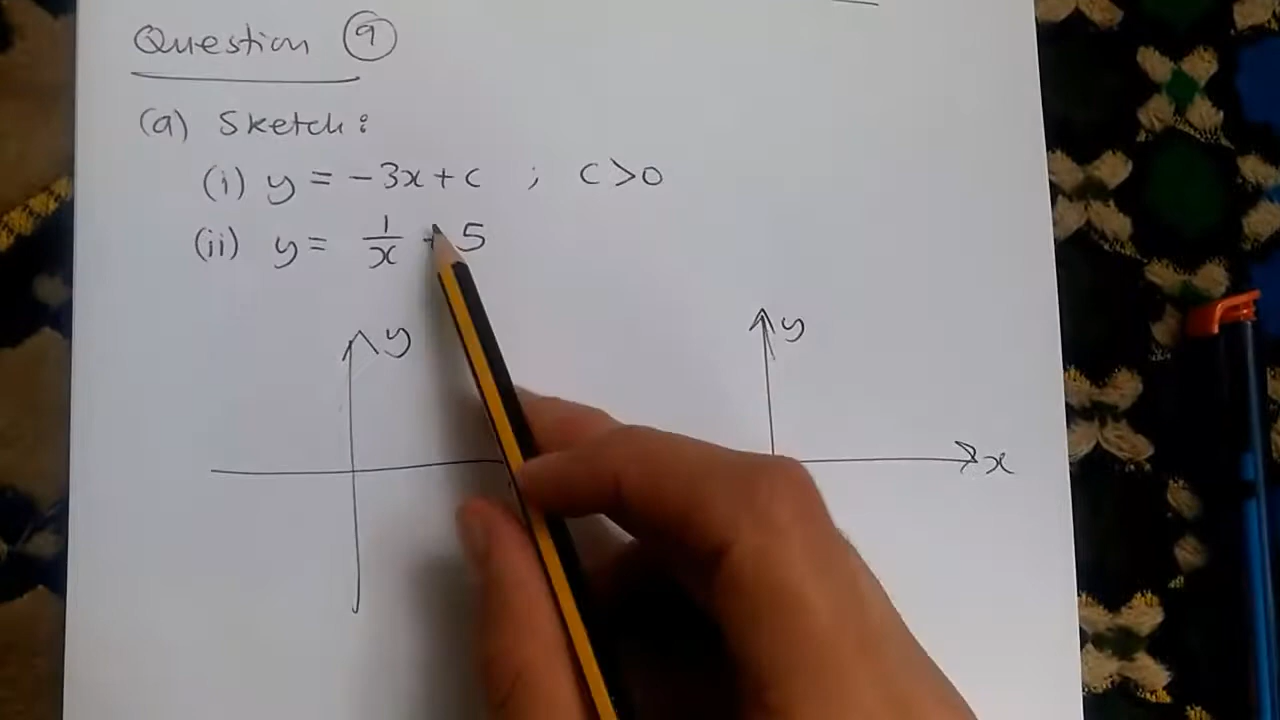 Question 9
(a) Sketch:
(i) y = -3x + c ; c>0
(ii) y = 1/x + 5
y
y
x